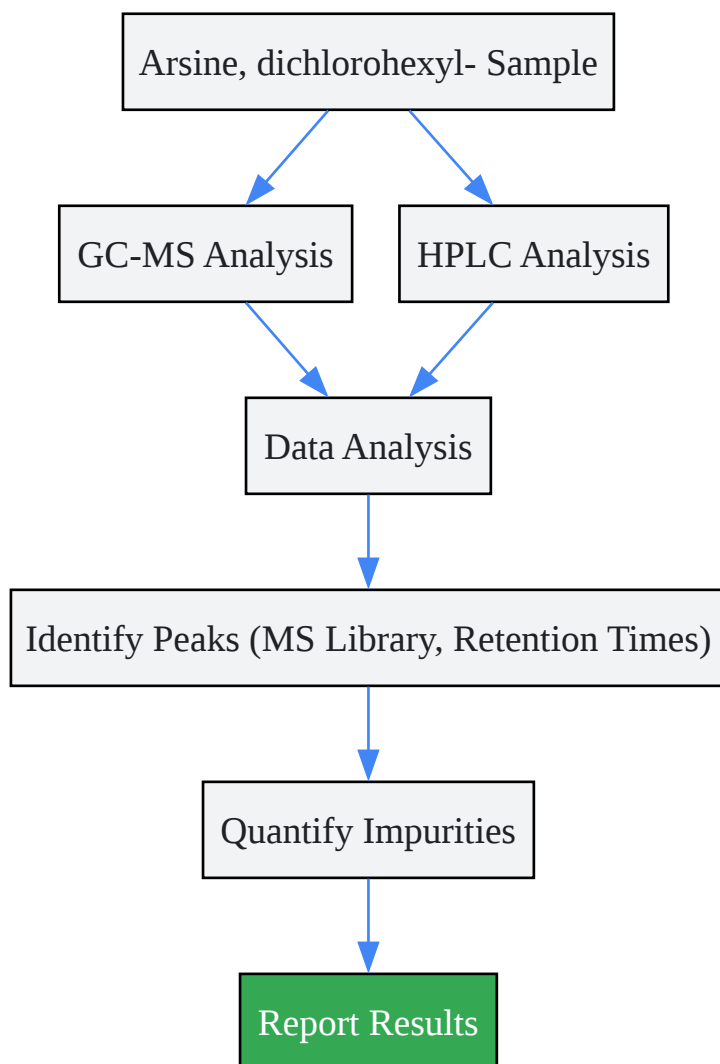 Arsine, dichlorohexyl- Sample
GC-MS Analysis
HPLC Analysis
Data Analysis
Identify Peaks (MS Library, Retention Times)
Quantify Impurities
Report Results